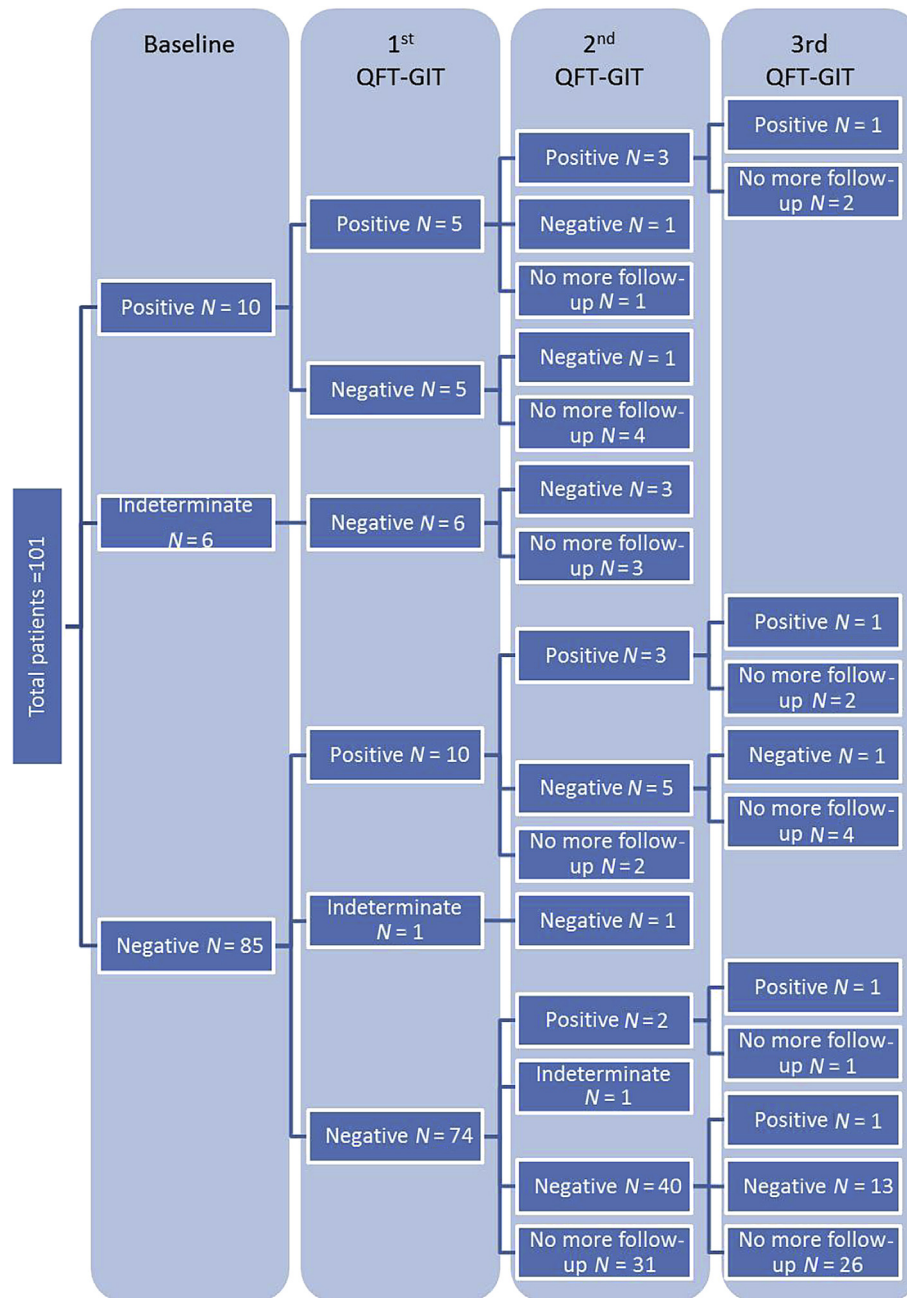 Baseline
1st
QFT-GIT
2nd
QFT-GIT
3rd
QFT-GIT
Total patients =101
Positive N = 10
Indeterminate
N = 6
Negative N = 85
Positive N = 5
Negative N = 5
Negative N = 6
Positive N = 10
Indeterminate
N = 1
Negative N = 74
Positive N = 3
Negative N = 1
No more follow-
up N = 1
Negative N = 1
No more follow-
up N = 4
Negative N = 3
No more follow-
up N = 3
Positive N = 3
Negative N = 5
No more follow-
up N = 2
Negative N = 1
Positive N = 2
Indeterminate
N = 1
Negative N = 40
No more follow-
up N = 31
Positive N = 1
No more follow-
up N = 2
Positive N = 1
No more follow-
up N = 2
Negative N = 1
No more follow-
up N = 4
Positive N = 1
No more follow-
up N = 1
Positive N = 1
Negative N = 13
No more follow-
up N = 26